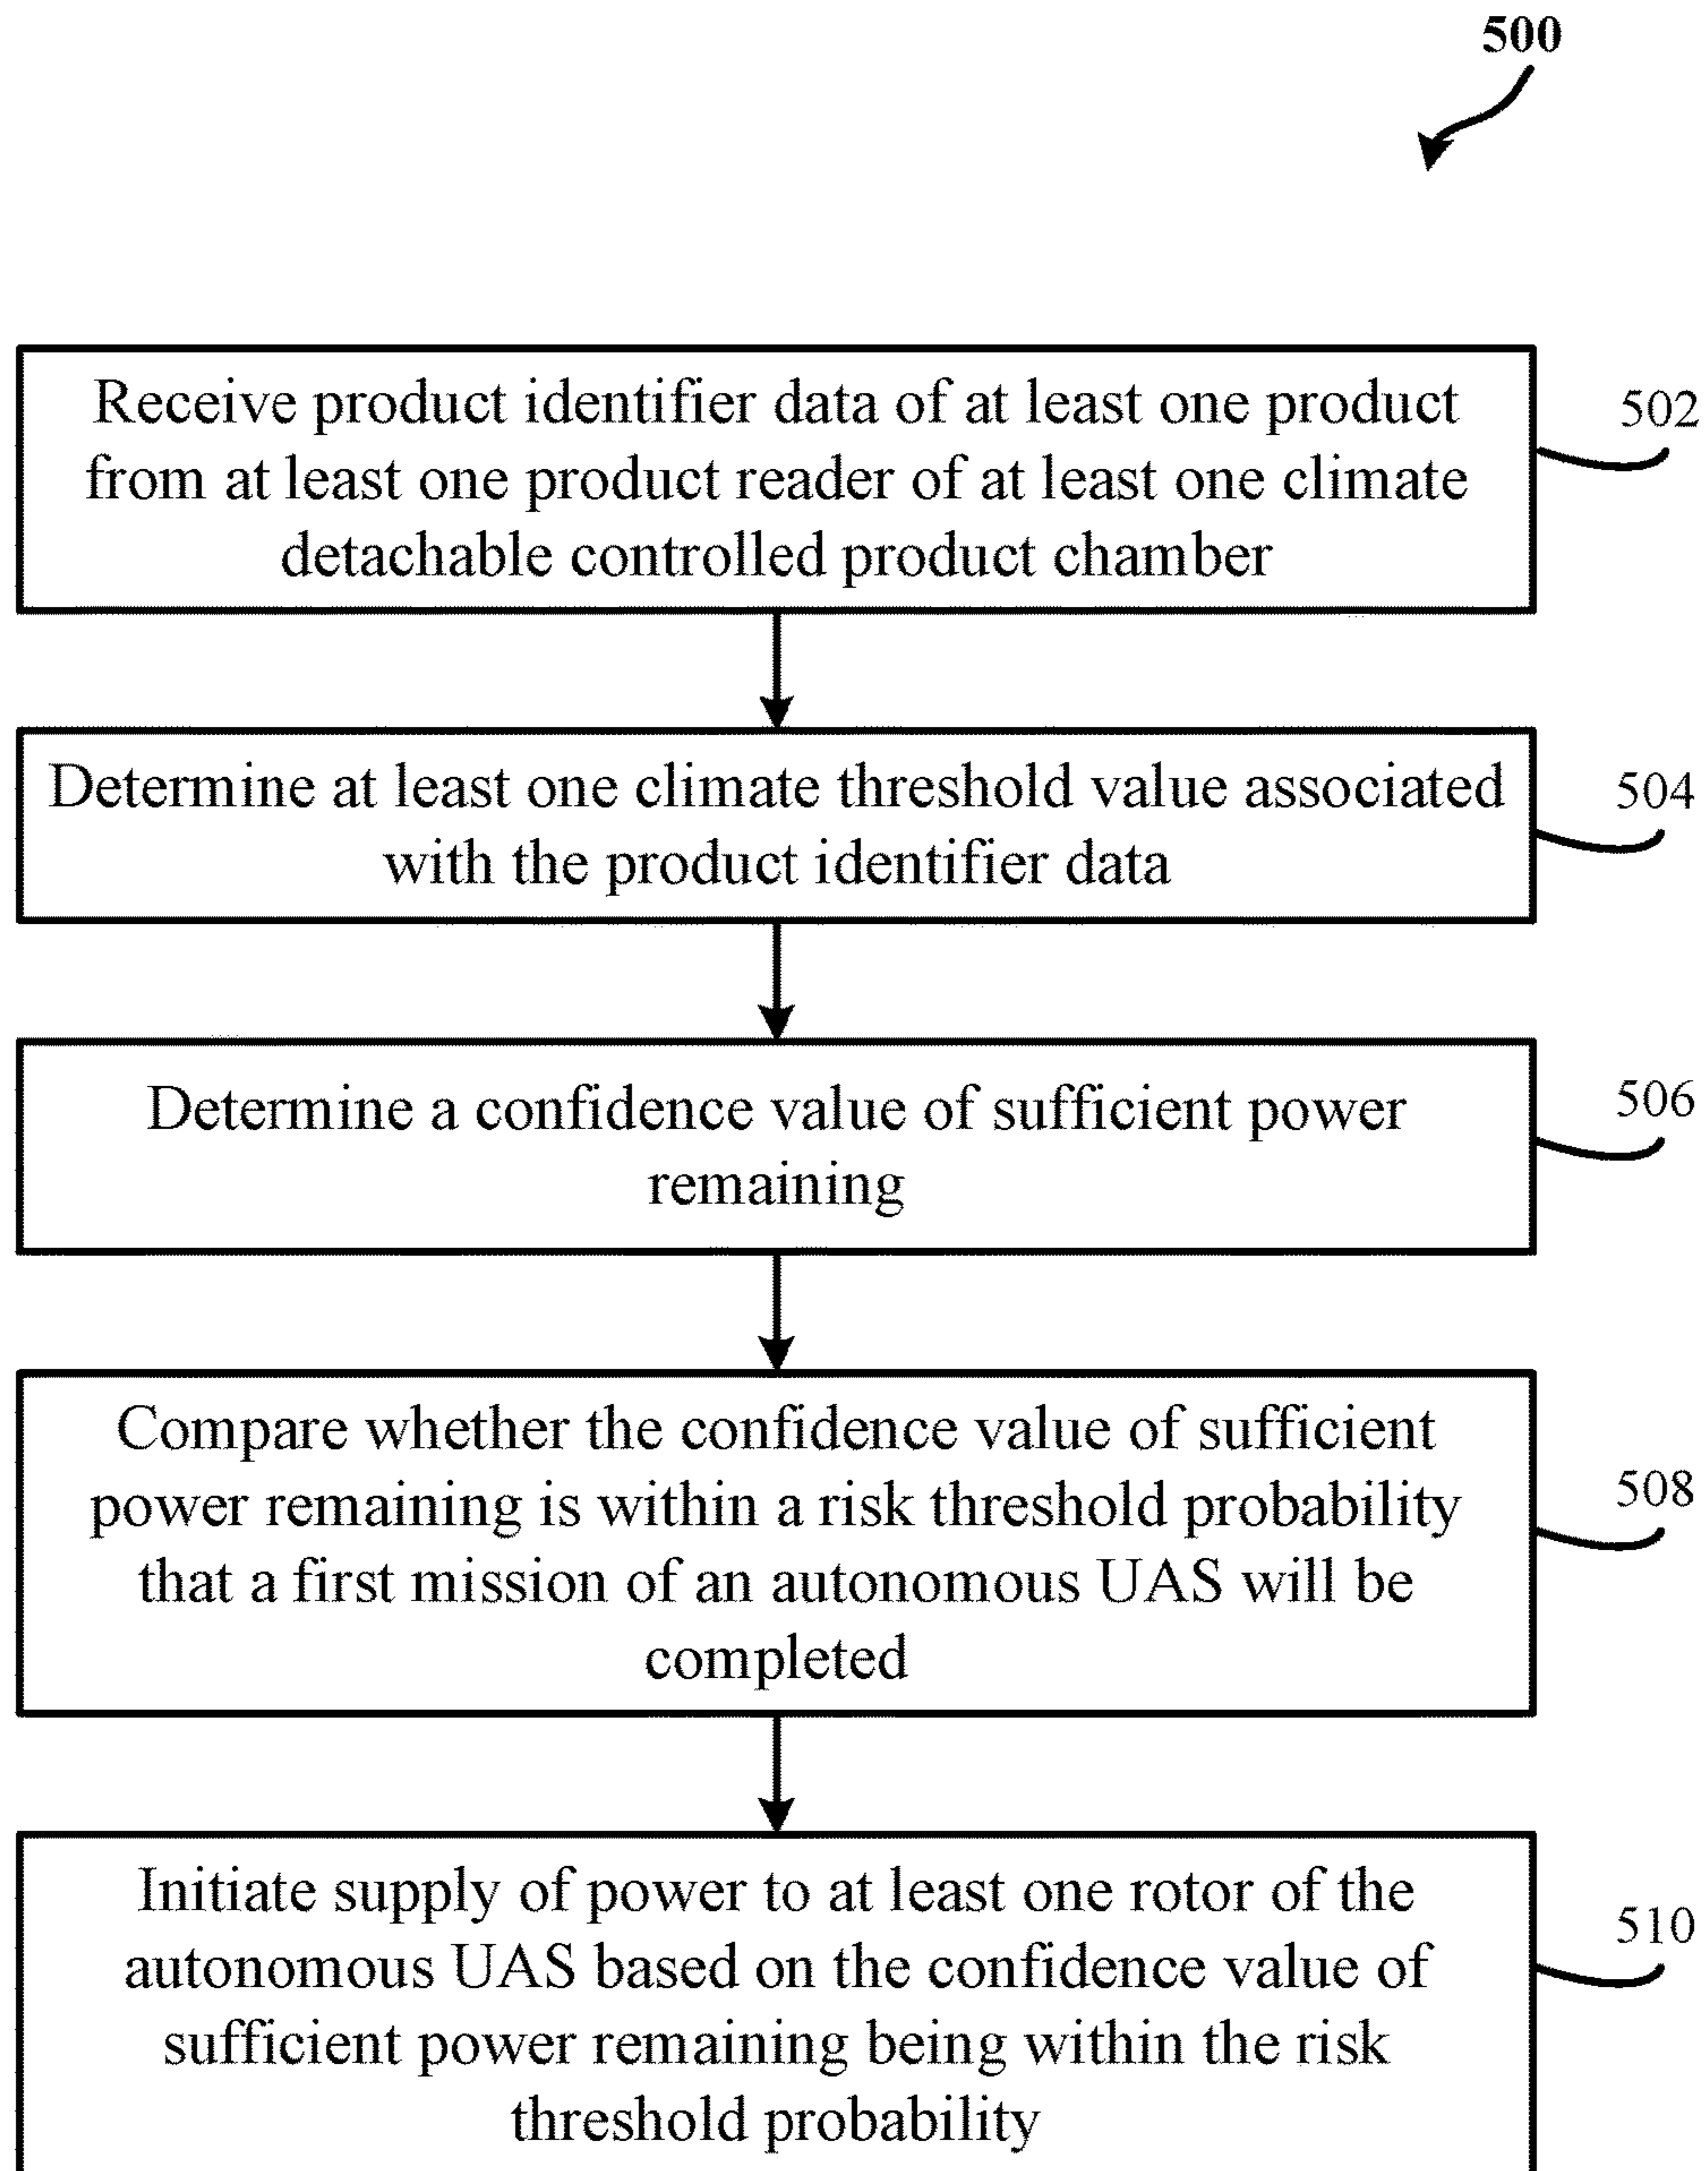 500
Receive product identifier data of at least one product
from at least one product reader of at least one climate
detachable controlled product chamber
502
Determine at least one climate threshold value associated
with the product identifier data
504
Determine a confidence value of sufficient power
remaining
506
Compare whether the confidence value of sufficient
power remaining is within a risk threshold probability
that a first mission of an autonomous UAS will be
completed
508
Initiate supply of power to at least one rotor of the
autonomous UAS based on the confidence value of
sufficient power remaining being within the risk
threshold probability
510